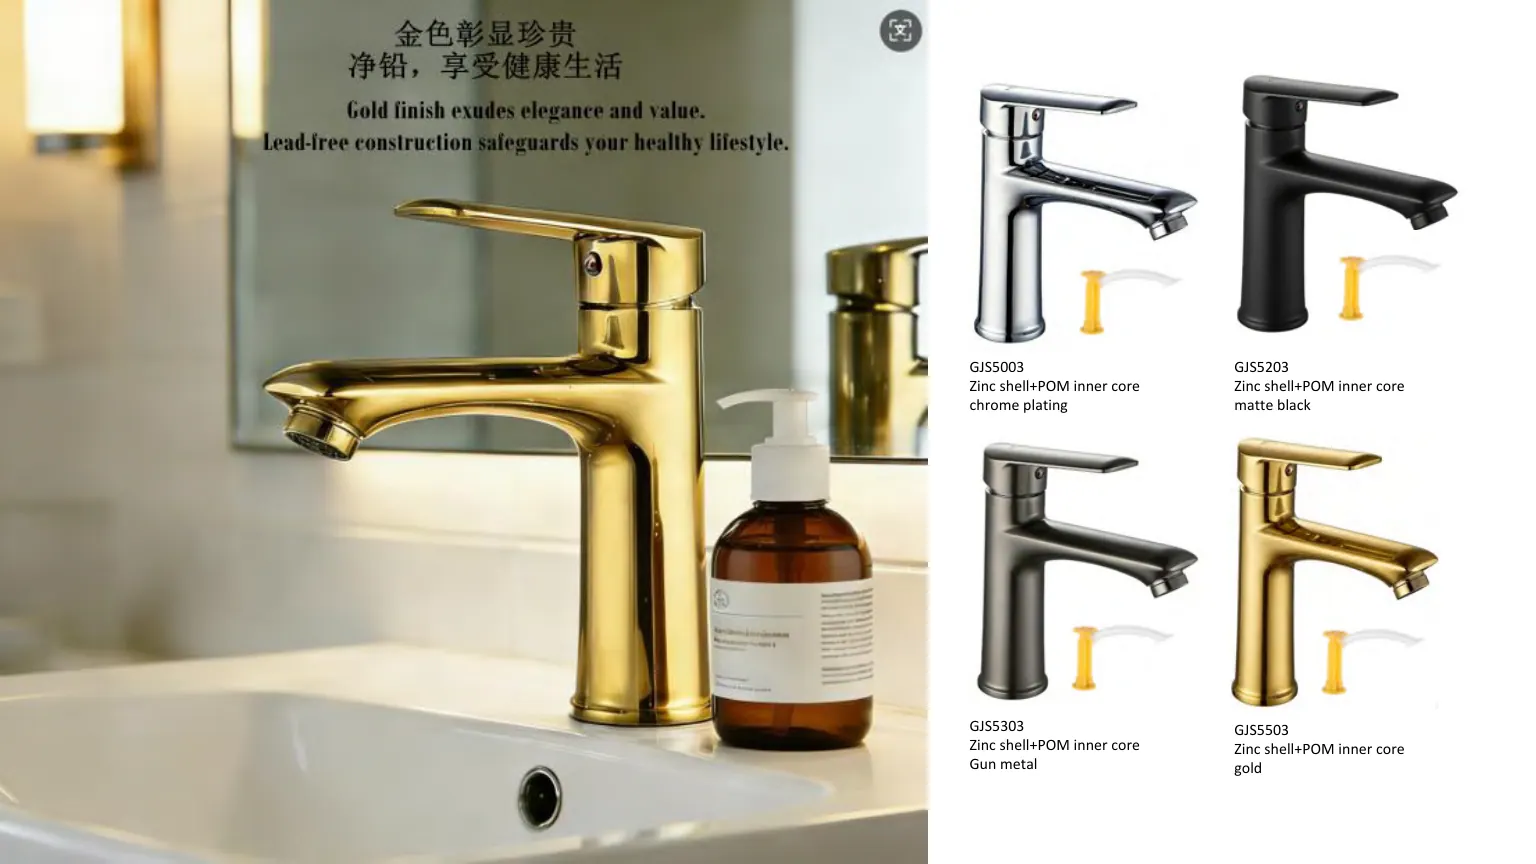 金色彰显珍贵
净铅，享受健康生活
Gold finish exudes elegance and value.
Lead-free construction safeguards your healthy lifestyle.
GJS5003
Zinc shell+POM inner core
chrome plating
GJS5203
Zinc shell+POM inner core
matte black
GJS5303
Zinc shell+POM inner core
Gun metal
GJS5503
Zinc shell+POM inner core
gold